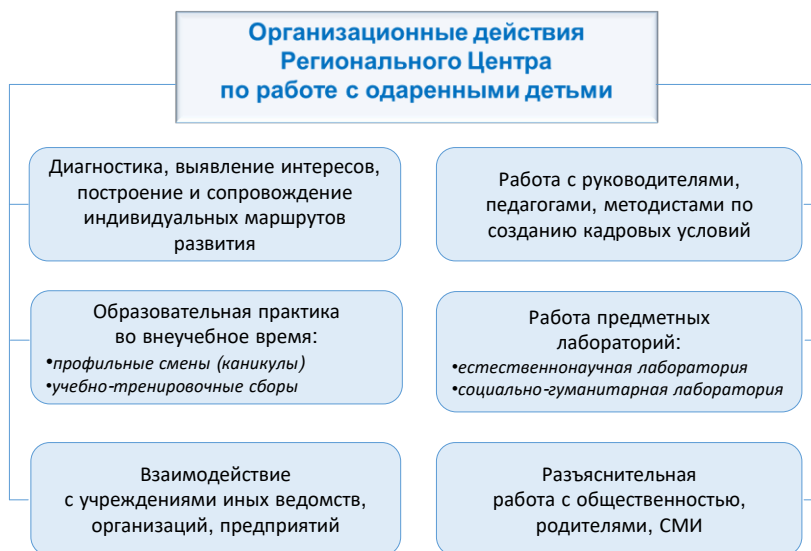 Организационные действия
Регионального Центра
по работе с одаренными детьми
Диагностика, выявление интересов,
построение и сопровождение
индивидуальных маршрутов
развития
Работа с руководителями,
педагогами, методистами по
созданию кадровых условий
Образовательная практика
во внеучебное время:
•профильные смены (каникулы)
•учебно-тренировочные сборы
Работа предметных
лабораторий:
•естественнонаучная лаборатория
•социально-гуманитарная лаборатория
Взаимодействие
с учреждениями иных ведомств,
организаций, предприятий
Разъяснительная
работа с общественностью,
родителями, СМИ